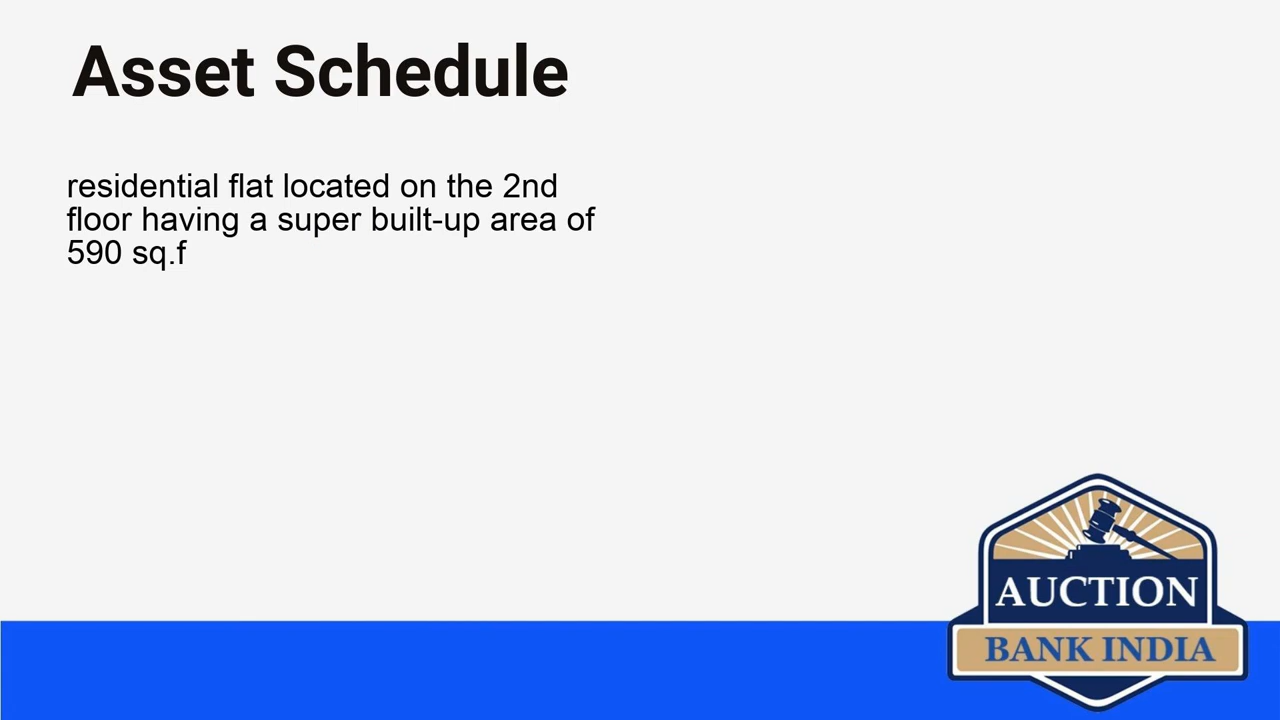 Asset Schedule
residential flat located on the 2nd
floor having a super built-up area of
590 sq.f
AUCTION
BANK INDIA